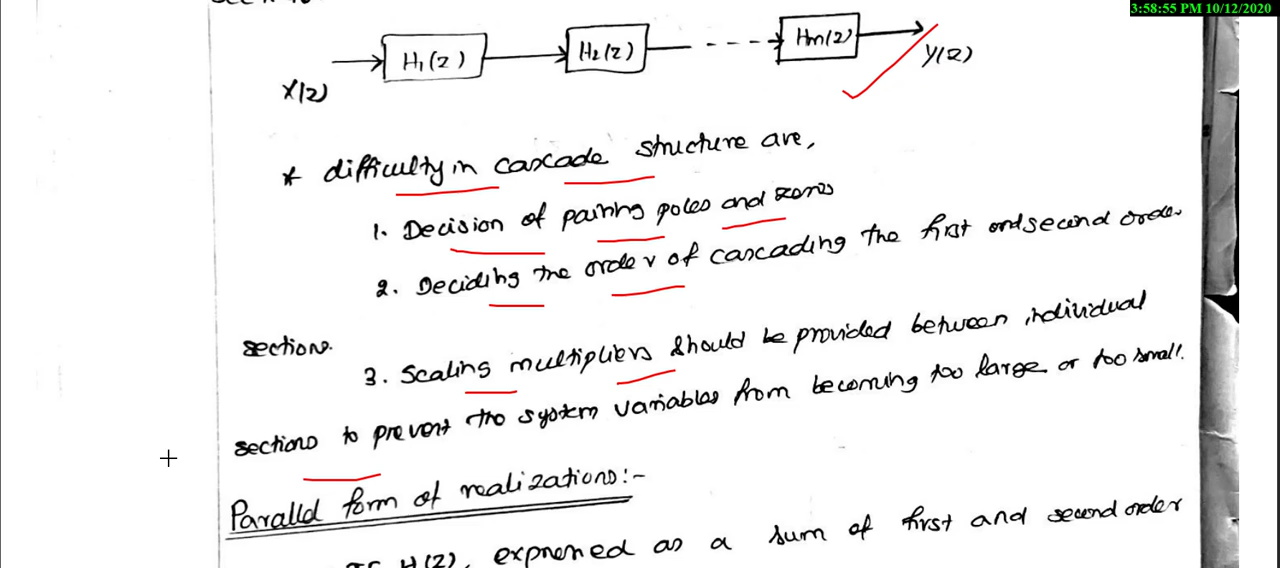 3:58:55 PM 10/12/2020
H₁(z) H₂(z) Hm(z)
X(z) Y(z)
* difficulty in cascade structure are,
1. Decision of pairing poles and zeros
2. Deciding the order of cascading the first and second order
sections.
3. Scaling multipliers should be provided between individual
sections to prevent the system variables from becoming too large or too small.
Parallel form of realizations:-
H(z), expressed as a sum of first and second order